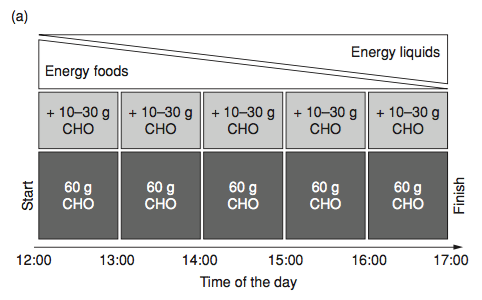 (a)
Energy liquids
Energy foods
+ 10–30 g + 10–30 g + 10–30 g + 10–30 g + 10–30 g
CHO CHO CHO CHO CHO
Start
60 g 60 g 60 g 60 g 60 g
CHO CHO CHO CHO CHO
Finish
12:00 13:00 14:00 15:00 16:00 17:00
Time of the day